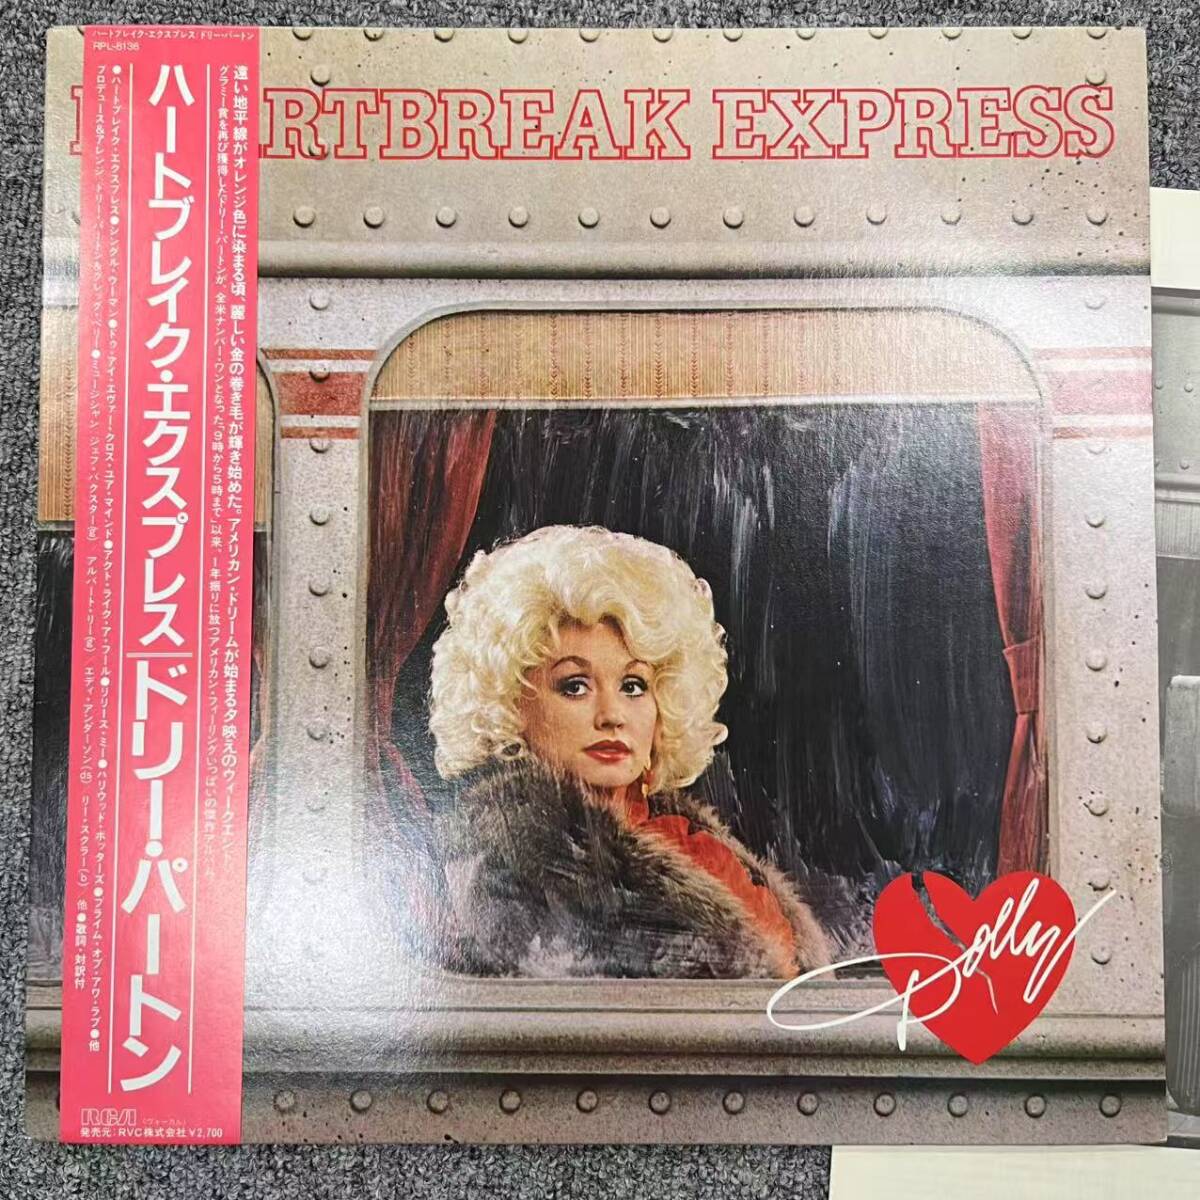 ハートブレイク・エクスプレス/ドリー・パートン
RPL-8136
ハートブレイク・エクスプレス|ドリー・パートン
遠い地平線がオレンジ色に染まる頃、麗しい金の巻き毛が輝き始めた。アメリカン・ドリームが始まる夕映えのウィークエンド。
グラミー賞を再び獲得したドリー・パートンが、全米ナンバー・ワンとなった「9時から5時まで」以来、1年振りに放つアメリカン・フィーリングいっぱいの傑作アルバム
●ハートブレイク・エクスプレス●シングル・ウーマン●ドゥ・アイ・エヴァー・クロス・ユア・マインド●アクト・ライク・ア・フール●リリース・ミー●ハリウッド・ポッターズ●プライム・オブ・アワ・ラブ●他
プロデュース&アレンジ/ドリー・パートン&グレッグ・ペリー●ミュージシャン/ジェフ・バクスター(g)/アルバート・リー(g)/エディ・アンダーソン(ds)/リー・スクラー(b) 他●歌詞・対訳付
RCA
(ヴォーカル)
発売元:RVC株式会社 ¥2,700
RTBREAK EXPRESS
Dolly